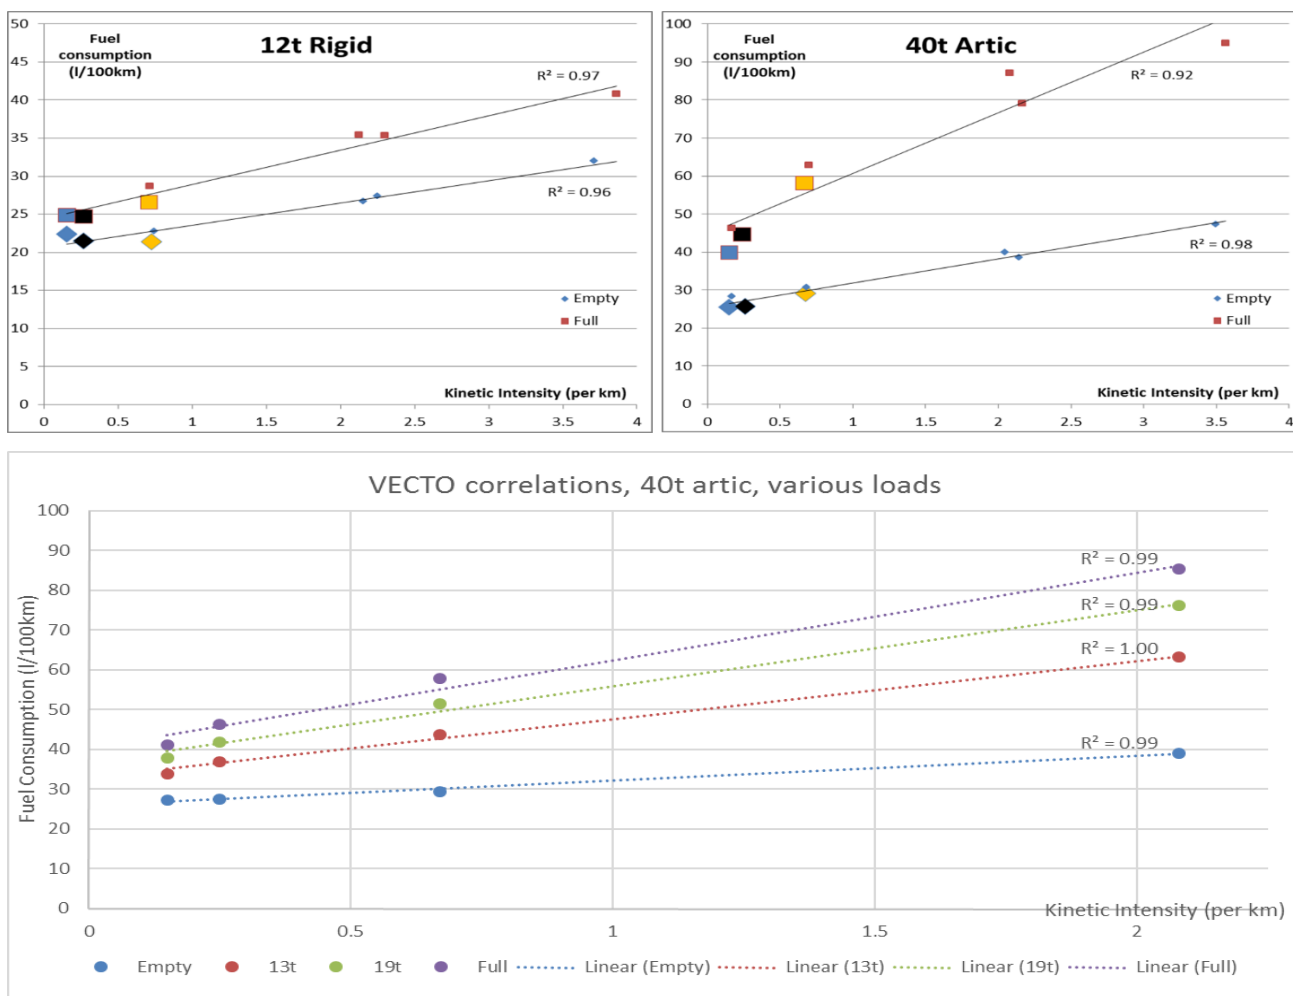 12t Rigid
Fuel
consumption
(l/100km)
50
45
40
35
30
25
20
15
10
5
0
R² = 0.97
R² = 0.96
Empty
Full
Kinetic Intensity (per km)
0 0.5 1 1.5 2 2.5 3 3.5 4
40t Artic
Fuel
consumption
(l/100km)
100
90
80
70
60
50
40
30
20
10
0
R² = 0.92
R² = 0.98
Empty
Full
Kinetic Intensity (per km)
0 0.5 1 1.5 2 2.5 3 3.5 4
VECTO correlations, 40t artic, various loads
Fuel Consumption (l/100km)
100
90
80
70
60
50
40
30
20
10
0
R² = 0.99
R² = 0.99
R² = 1.00
R² = 0.99
Kinetic Intensity (per km)
0 0.5 1 1.5 2
Empty 13t 19t Full Linear (Empty) Linear (13t) Linear (19t) Linear (Full)